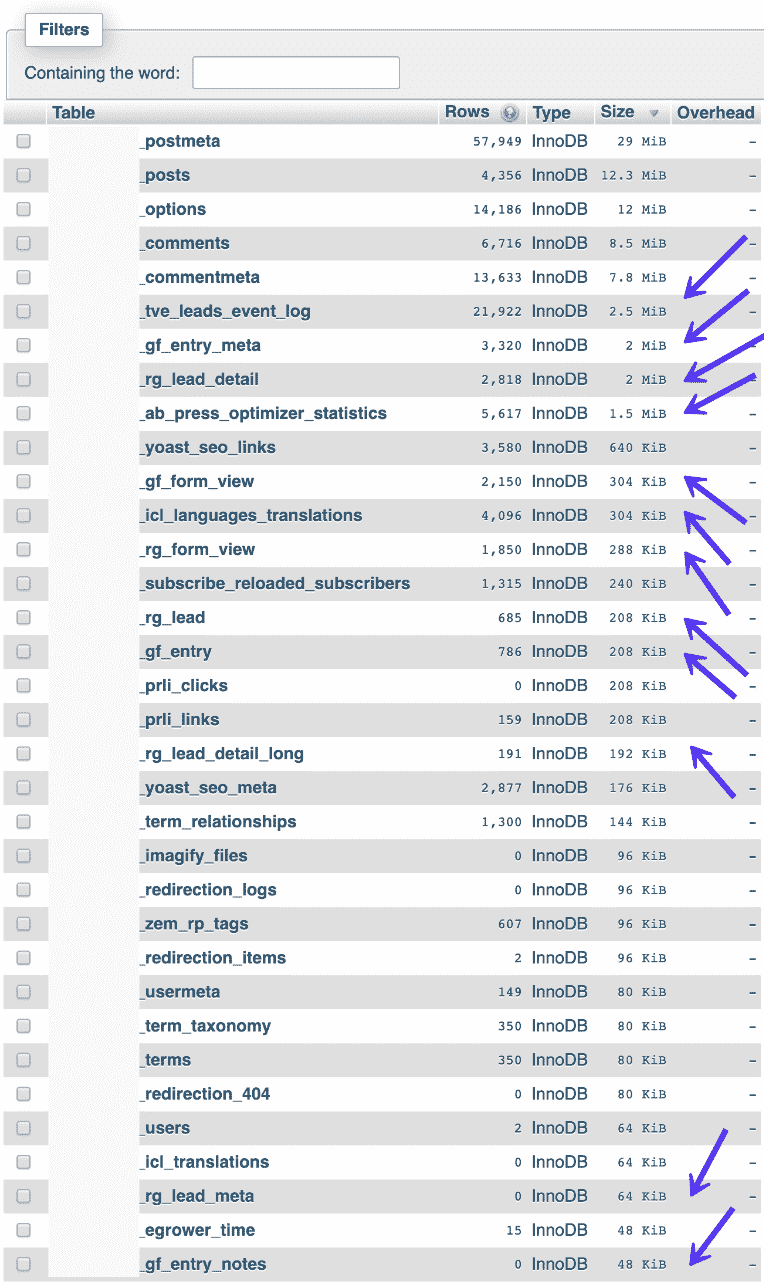 Filters
Containing the word:
Table Rows Type Size Overhead
_postmeta 57,949 InnoDB 29 MiB –
_posts 4,356 InnoDB 12.3 MiB –
_options 14,186 InnoDB 12 MiB –
_comments 6,716 InnoDB 8.5 MiB –
_commentmeta 13,633 InnoDB 7.8 MiB –
_tve_leads_event_log 21,922 InnoDB 2.5 MiB –
_gf_entry_meta 3,320 InnoDB 2 MiB –
_rg_lead_detail 2,818 InnoDB 2 MiB –
_ab_press_optimizer_statistics 5,617 InnoDB 1.5 MiB –
_yoast_seo_links 3,580 InnoDB 640 KiB –
_gf_form_view 2,150 InnoDB 304 KiB –
_icl_languages_translations 4,096 InnoDB 304 KiB –
_rg_form_view 1,850 InnoDB 288 KiB –
_subscribe_reloaded_subscribers 1,315 InnoDB 240 KiB –
_rg_lead 685 InnoDB 208 KiB –
_gf_entry 786 InnoDB 208 KiB –
_prli_clicks 0 InnoDB 208 KiB –
_prli_links 159 InnoDB 208 KiB –
_rg_lead_detail_long 191 InnoDB 192 KiB –
_yoast_seo_meta 2,877 InnoDB 176 KiB –
_term_relationships 1,300 InnoDB 144 KiB –
_imagify_files 0 InnoDB 96 KiB –
_redirection_logs 0 InnoDB 96 KiB –
_zem_rp_tags 607 InnoDB 96 KiB –
_redirection_items 2 InnoDB 96 KiB –
_usermeta 149 InnoDB 80 KiB –
_term_taxonomy 350 InnoDB 80 KiB –
_terms 350 InnoDB 80 KiB –
_redirection_404 0 InnoDB 80 KiB –
_users 2 InnoDB 64 KiB –
_icl_translations 0 InnoDB 64 KiB –
_rg_lead_meta 0 InnoDB 64 KiB –
_egrower_time 15 InnoDB 48 KiB –
_gf_entry_notes 0 InnoDB 48 KiB –